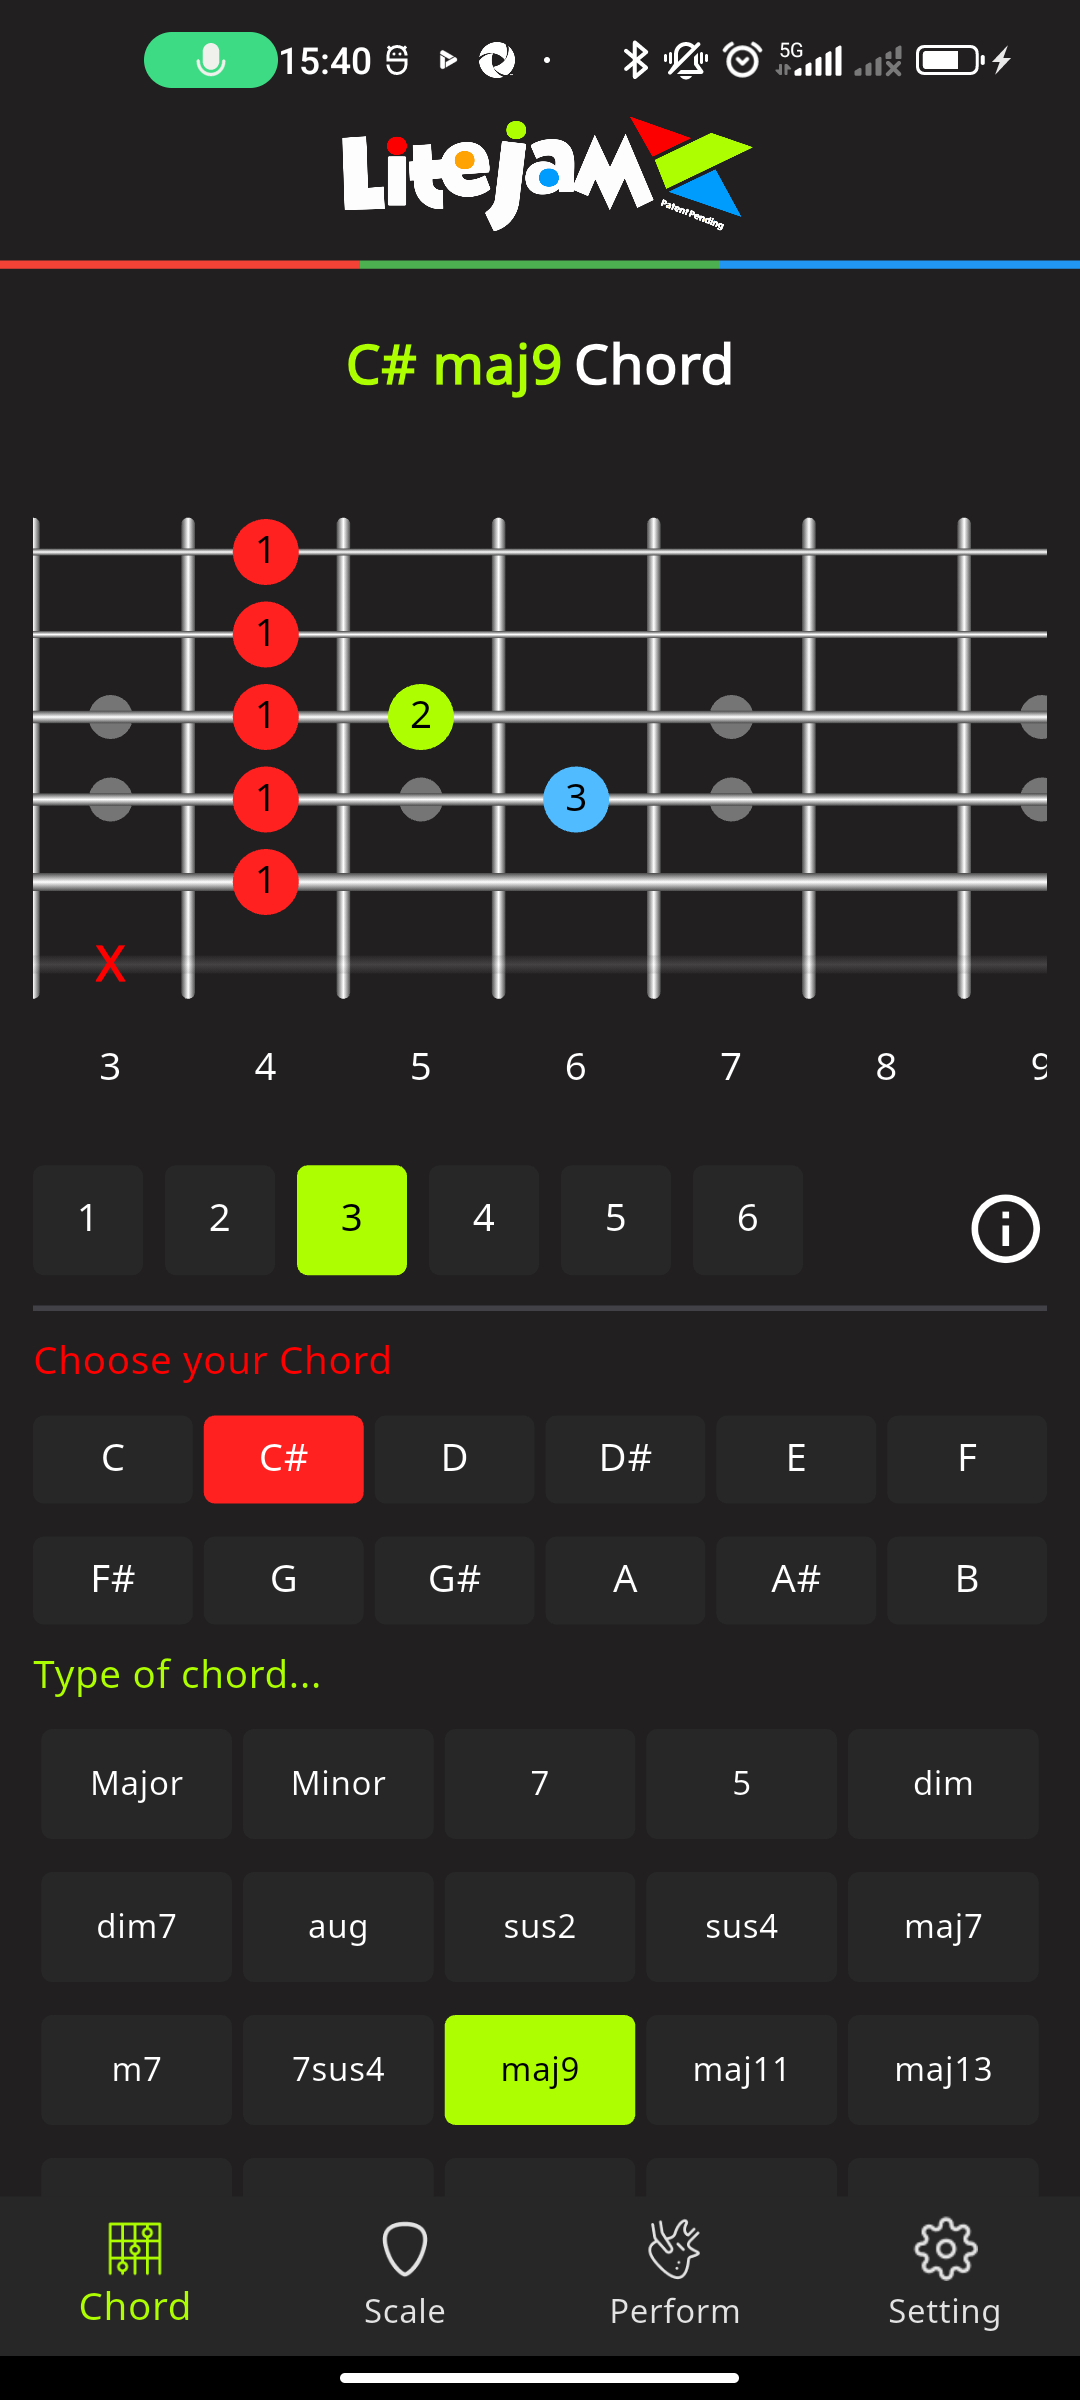 15:40 5G
Litejam
Patent Pending
C# maj9 Chord
1
1
1 2
1 3
1
X
3 4 5 6 7 8 9
1 2 3 4 5 6
Choose your Chord
C C# D D# E F
F# G G# A A# B
Type of chord...
Major Minor 7 5 dim
dim7 aug sus2 sus4 maj7
m7 7sus4 maj9 maj11 maj13
Chord Scale Perform Setting